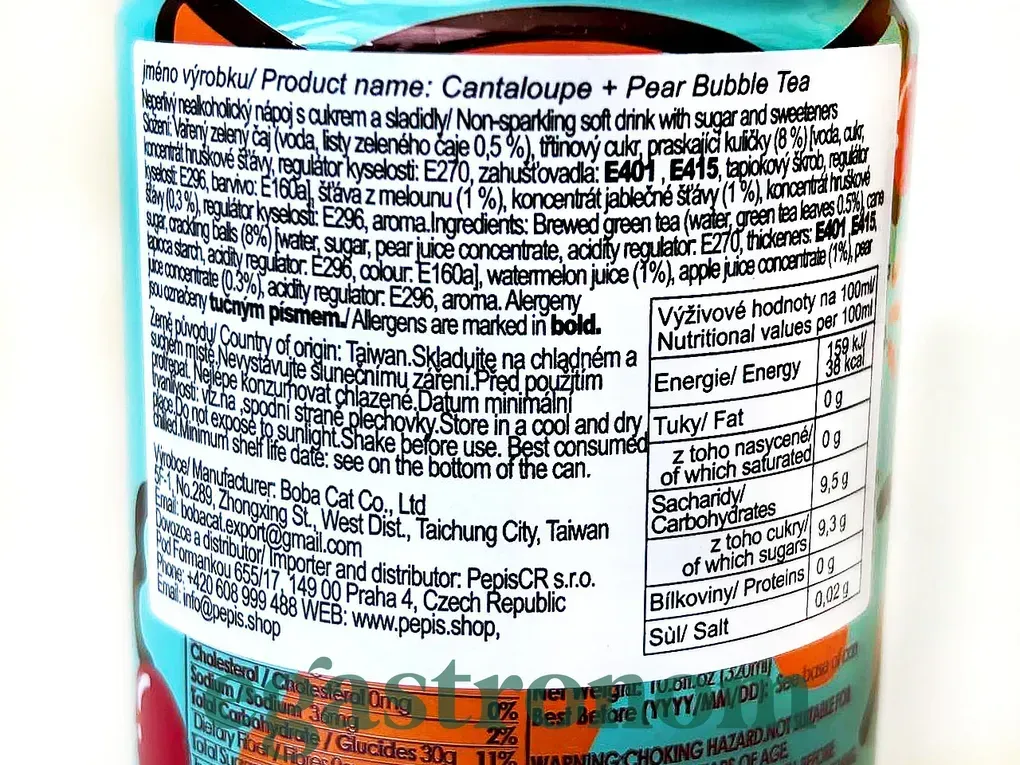 jméno výrobku/ Product name: Cantaloupe + Pear Bubble Tea
Neperlivý nealkoholický nápoj s cukrem a sladidly/ Non-sparkling soft drink with sugar and sweeteners
Složení: Vařený zelený čaj (voda, listy zeleného čaje 0,5 %), třtinový cukr, praskající kuličky (8 %) [voda, cukr,
koncentrát hruškové šťávy, regulátor kyselosti: E270, zahušťovadla: E401 , E415, tapiokový škrob, regulátor
kyselosti: E296, barvivo: E160a], šťáva z melounu (1 %), koncentrát jablečné šťávy (1 %), koncentrát hruškové
šťávy (0,3 %), regulátor kyselosti: E296, aroma.Ingredients: Brewed green tea (water, green tea leaves 0.5%), cane
sugar, cracking balls (8%) [water, sugar, pear juice concentrate, acidity regulator: E270, thickeners: E401 ,E415,
tapioca starch, acidity regulator: E296, colour: E160a], watermelon juice (1%), apple juice concentrate (1%), pear
juice concentrate (0.3%), acidity regulator: E296, aroma. Alergeny
jsou označeny tučným písmem./ Allergens are marked in bold.
Země původu/ Country of origin: Taiwan.Skladujte na chladném a
suchém místě.Nevystavujte slunečnímu záření.Před použitím
protřepat. Nejlépe konzumovat chlazené.Datum minimální
trvanlivosti: viz.na ,spodní straně plechovky.Store in a cool and dry
place.Do not expose to sunlight.Shake before use. Best consumed
chilled.Minimum shelf life date: see on the bottom of the can.
Výrobce/ Manufacturer: Boba Cat Co., Ltd
5F-1, No.289, Zhongxing St., West Dist., Taichung City, Taiwan
Email: bobacat.export@gmail.com
Dovozce a distributor/ Importer and distributor: PepisCR s.r.o.
Pod Formankou 655/17, 149 00 Praha 4, Czech Republic
Phone: +420 608 999 488 WEB: www.pepis.shop,
Email: info@pepis.shop
Výživové hodnoty na 100ml/
Nutritional values per 100ml
Energie/ Energy 159 kJ/ 38 kcal
Tuky/ Fat 0 g
z toho nasycené/ of which saturated 0 g
Sacharidy/ Carbohydrates 9,5 g
z toho cukry/ of which sugars 9,3 g
Bílkoviny/ Proteins 0 g
Sůl/ Salt 0,02 g
Cholesterol / Cholestérol 0mg 0%
Sodium / Sodium 36mg 2%
Total Carbohydrate / Glucides 30g 11%
Dietary Fiber / Fibres
Net Weight: 10.8fl.oz (320ml)
Best Before (YYYY/MM/DD): See base of can
WARNING:CHOKING HAZARD.NOT SUITABLE FOR
OF AGE
gastronom